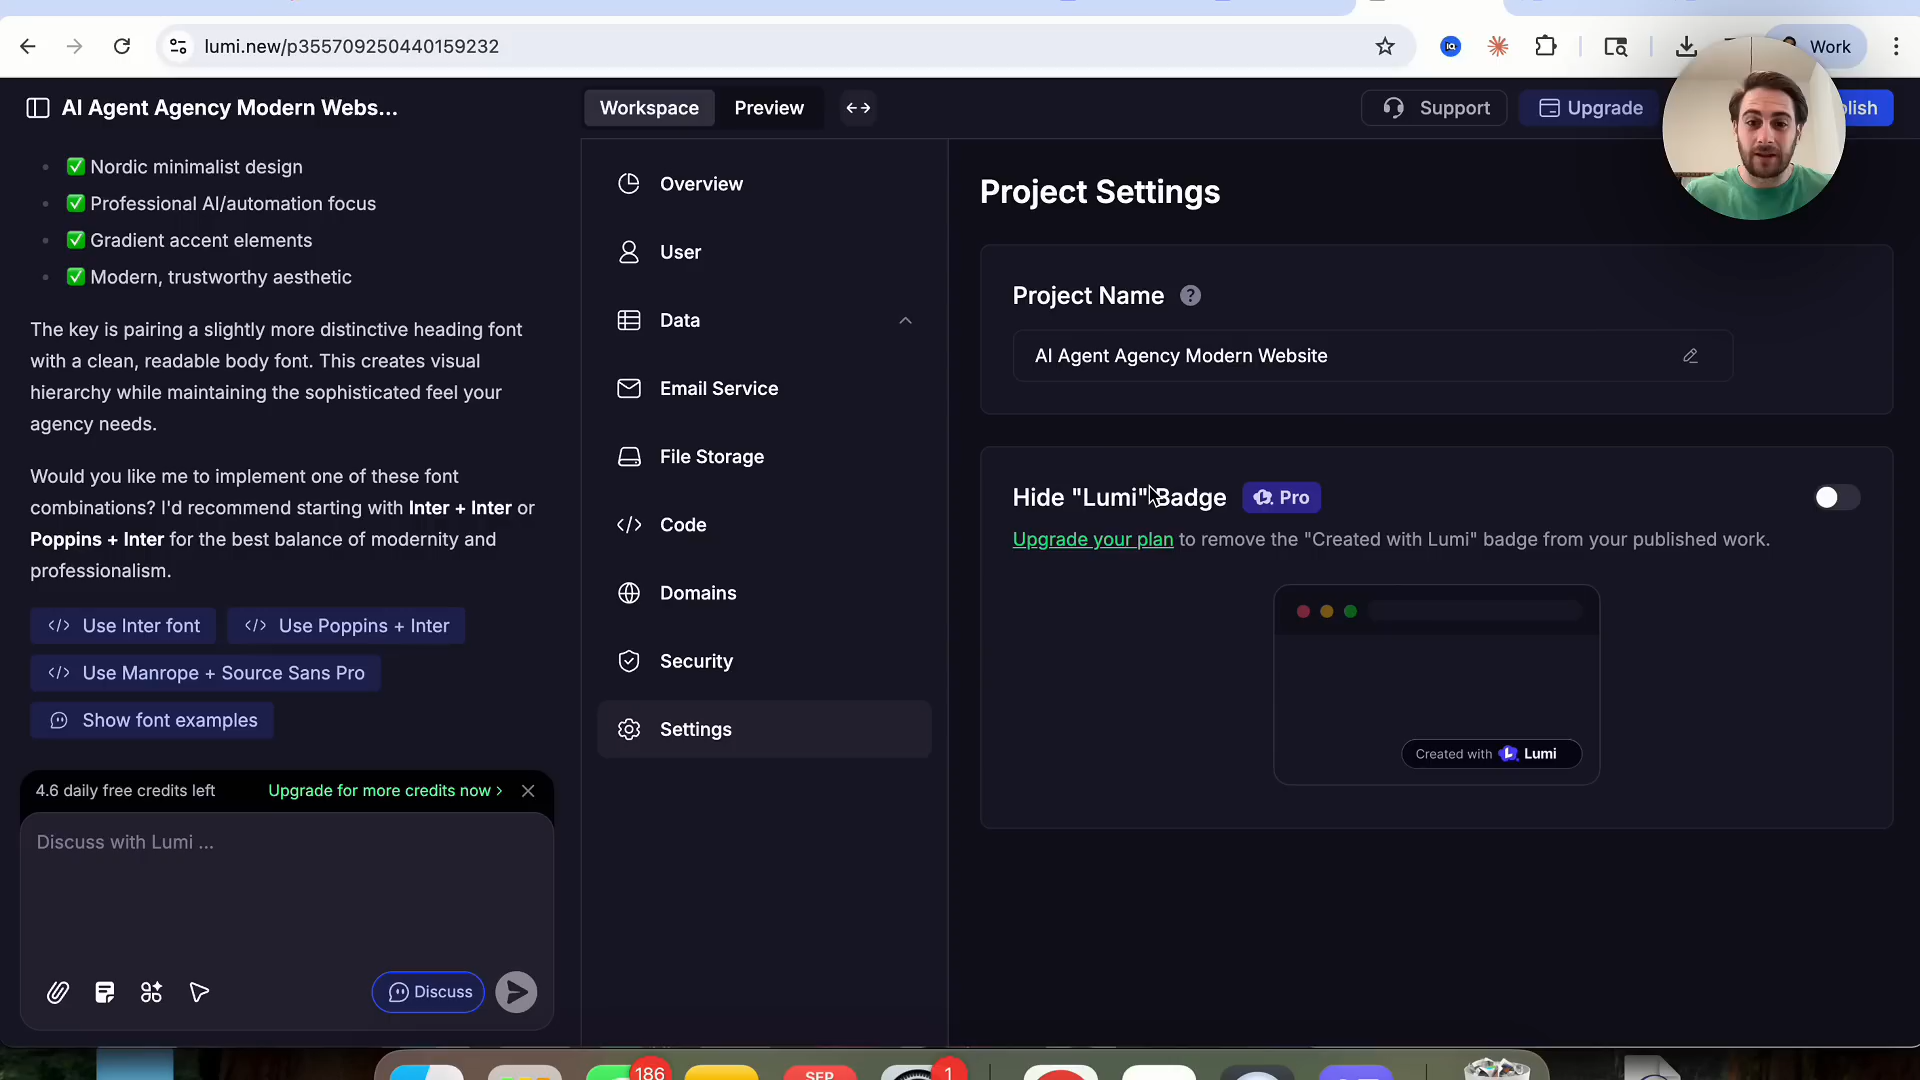 lumi.new/p355709250440159232
Work
AI Agent Agency Modern Webs...
Workspace
Preview
Support
Upgrade
lish
✅ Nordic minimalist design
✅ Professional AI/automation focus
✅ Gradient accent elements
✅ Modern, trustworthy aesthetic
The key is pairing a slightly more distinctive heading font
with a clean, readable body font. This creates visual
hierarchy while maintaining the sophisticated feel your
agency needs.
Would you like me to implement one of these font
combinations? I'd recommend starting with Inter + Inter or
Poppins + Inter for the best balance of modernity and
professionalism.
Use Inter font
Use Poppins + Inter
Use Manrope + Source Sans Pro
Show font examples
4.6 daily free credits left
Upgrade for more credits now >
Discuss with Lumi ...
Discuss
Overview
User
Data
Email Service
File Storage
Code
Domains
Security
Settings
Project Settings
Project Name ?
AI Agent Agency Modern Website
Hide "Lumi" Badge
Pro
Upgrade your plan to remove the "Created with Lumi" badge from your published work.
Created with Lumi
186
SEP
1